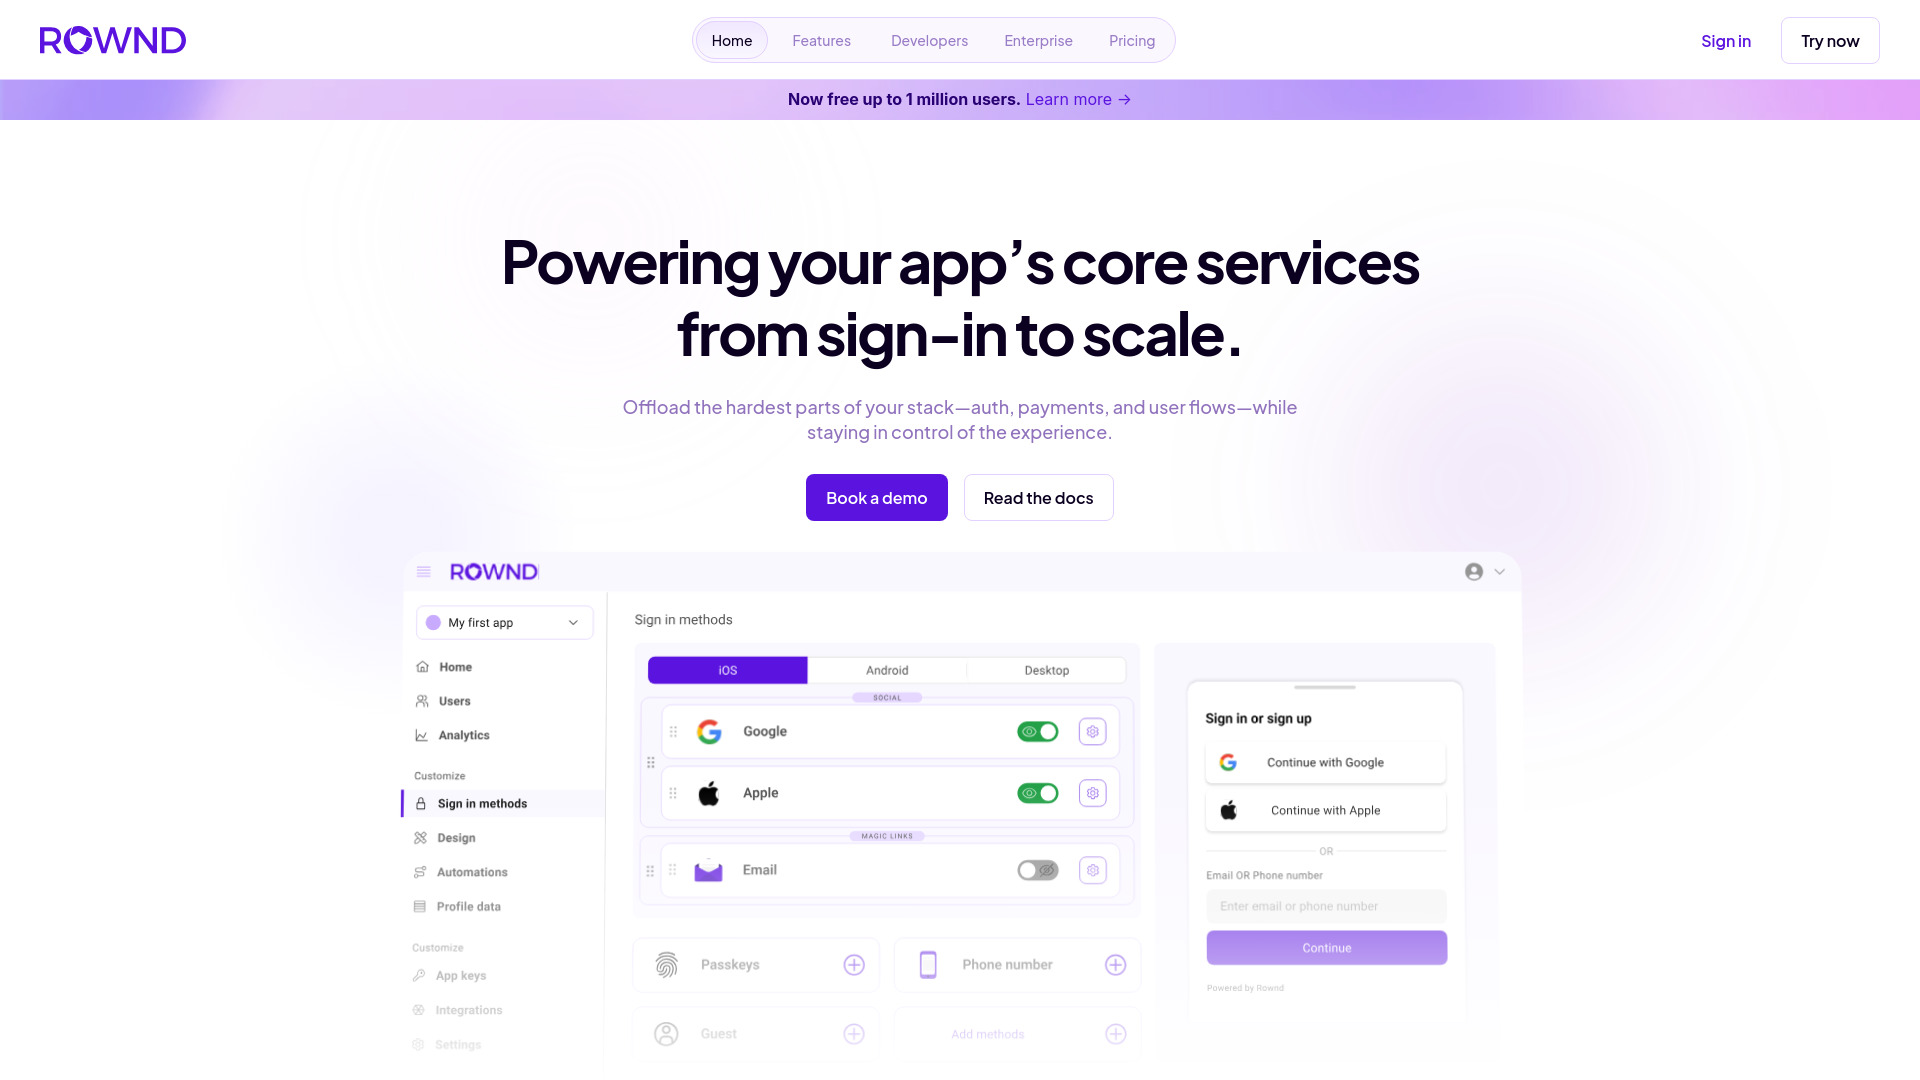 ROWND
Home
Features
Developers
Enterprise
Pricing
Sign in
Try now
Now free up to 1 million users. Learn more →
Powering your app’s core services
from sign-in to scale.
Offload the hardest parts of your stack—auth, payments, and user flows—while
staying in control of the experience.
Book a demo
Read the docs
ROWND
My first app
Home
Users
Analytics
Customize
Sign in methods
Design
Automations
Profile data
Customize
App keys
Integrations
Settings
Sign in methods
iOS
Android
Desktop
SOCIAL
Google
Apple
MAGIC LINKS
Email
Passkeys
Phone number
Guest
Add methods
Sign in or sign up
Continue with Google
Continue with Apple
OR
Email OR Phone number
Enter email or phone number
Continue
Powered by Rownd